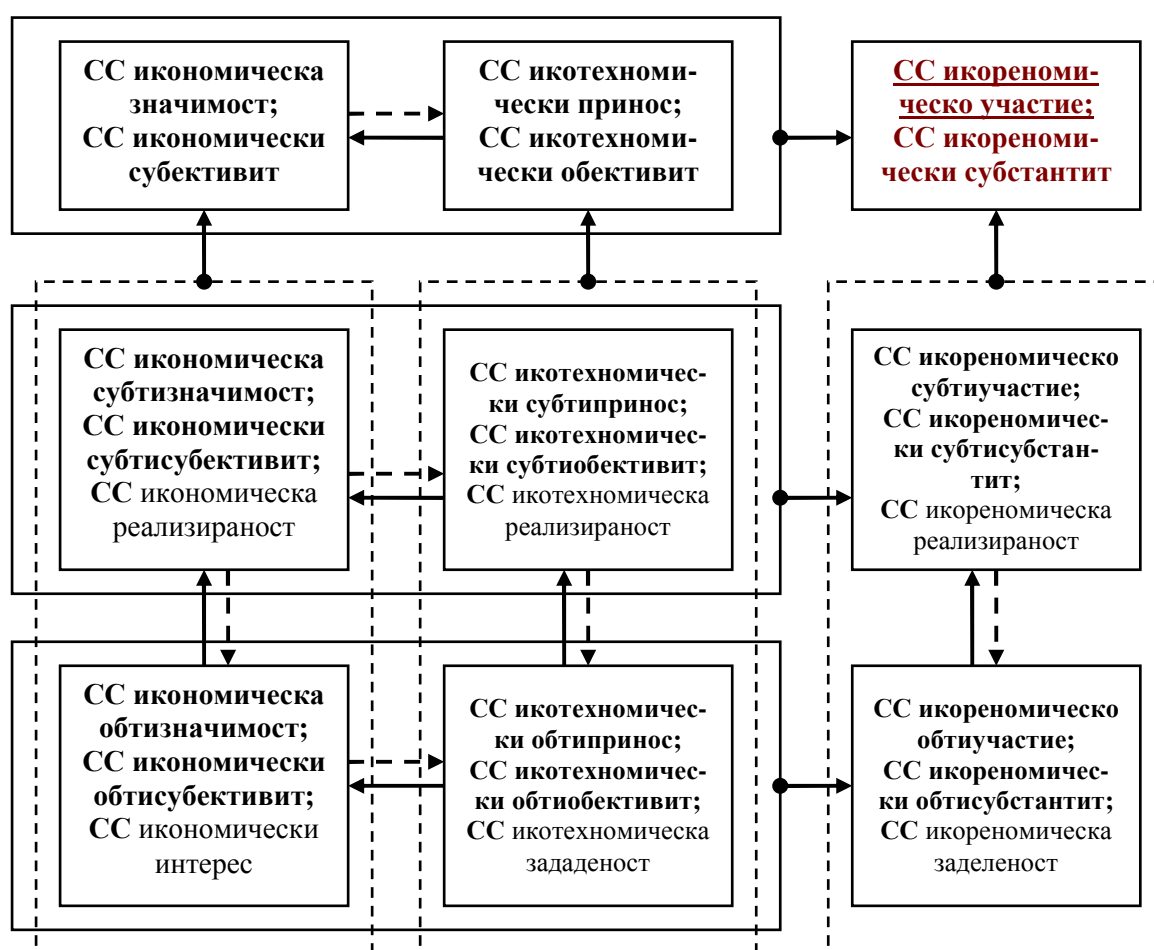 СС икономическа
значимост;
СС икономически
субективит
СС икотехноми-
чески принос;
СС икотехноми-
чески обективит
СС икореноми-
ческо участие;
СС икореноми-
чески субстантит
СС икономическа
субтизначимост;
СС икономически
субтисубективит;
СС икономическа
реализираност
СС икотехномичес-
ки субтипринос;
СС икотехномичес-
ки субтиобективит;
СС икотехномическа
реализираност
СС икореномическо
субтиучастие;
СС икореномичес-
ки субтисубстан-
тит;
СС икореномическа
реализираност
СС икономическа
обтизначимост;
СС икономически
обтисубективит;
СС икономически
интерес
СС икотехномичес-
ки обтипринос;
СС икотехномичес-
ки обтиобективит;
СС икотехномическа
зададеност
СС икореномическо
обтиучастие;
СС икореномичес-
ки обтисубстантит;
СС икореномическа
заделеност